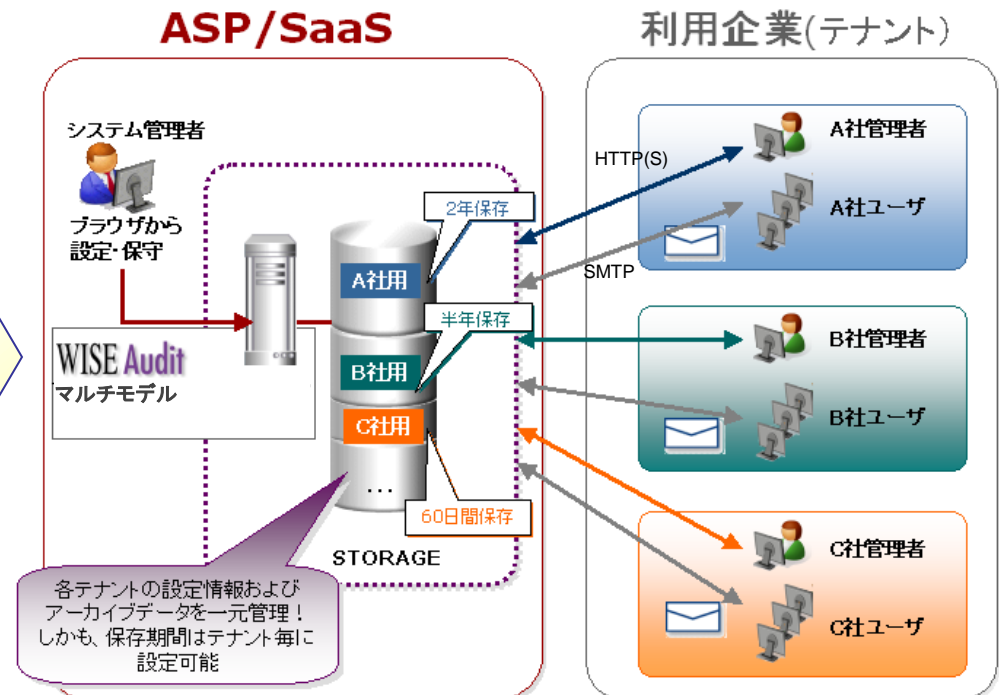 ASP/SaaS
利用企業(テナント)
システム管理者
ブラウザから
設定・保守
WISE Audit
マルチモデル
2年保存
A社用
半年保存
B社用
C社用
...
60日間保存
STORAGE
各テナントの設定情報および
アーカイブデータを一元管理!
しかも、保存期間はテナント毎に
設定可能
HTTP(S)
SMTP
A社管理者
A社ユーザ
B社管理者
B社ユーザ
C社管理者
C社ユーザ